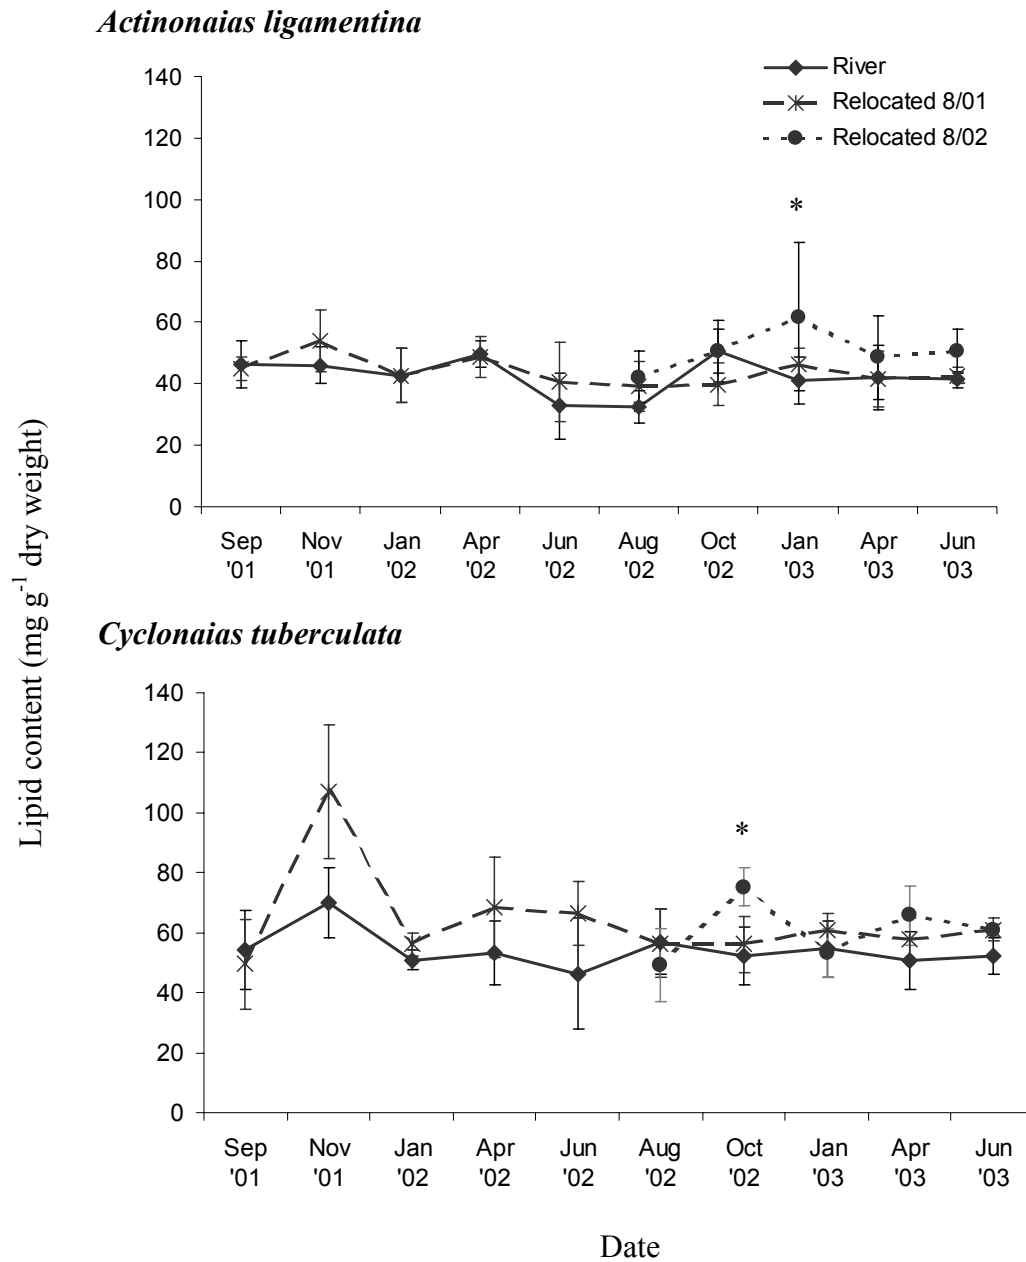 Actinonaias ligamentina
River
Relocated 8/01
Relocated 8/02
140
120
100
80
60
40
20
0
*
Sep Nov Jan Apr Jun Aug Oct Jan Apr Jun
'01 '01 '02 '02 '02 '02 '02 '03 '03 '03
Lipid content (mg g-1 dry weight)
Cyclonaias tuberculata
140
120
100
80
60
40
20
0
*
Sep Nov Jan Apr Jun Aug Oct Jan Apr Jun
'01 '01 '02 '02 '02 '02 '02 '03 '03 '03
Date